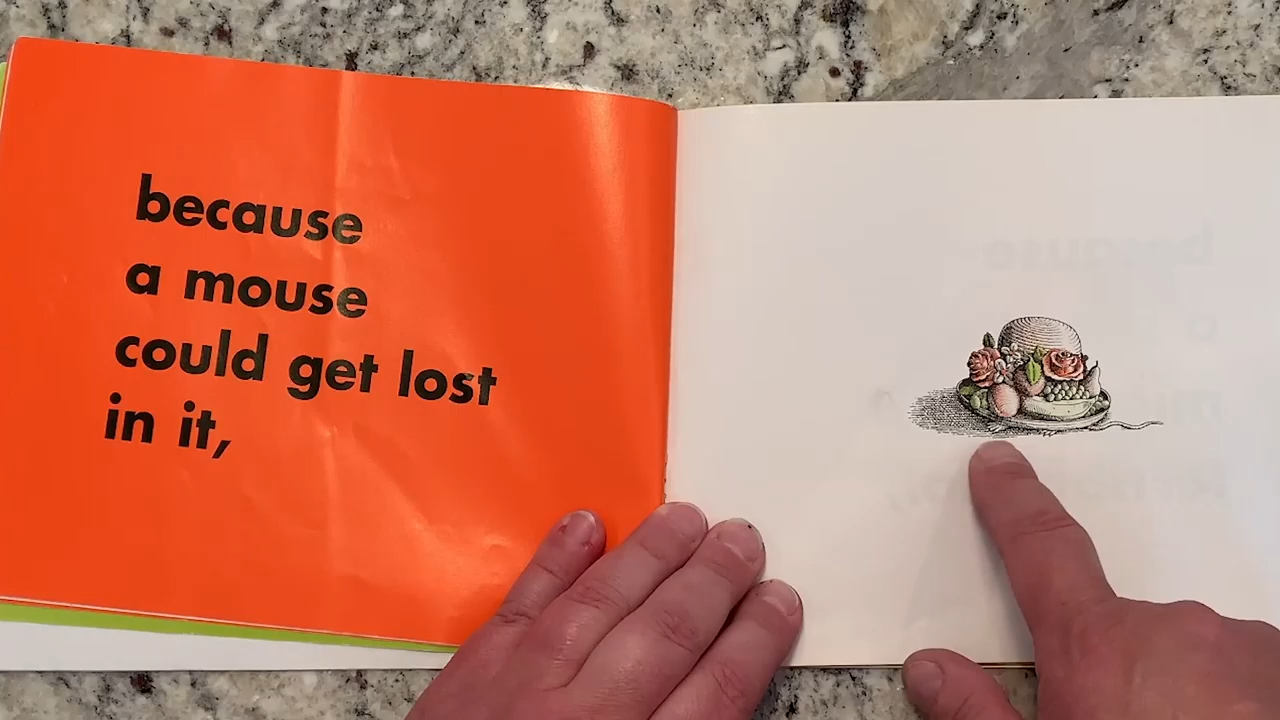 because
a mouse
could get lost
in it,